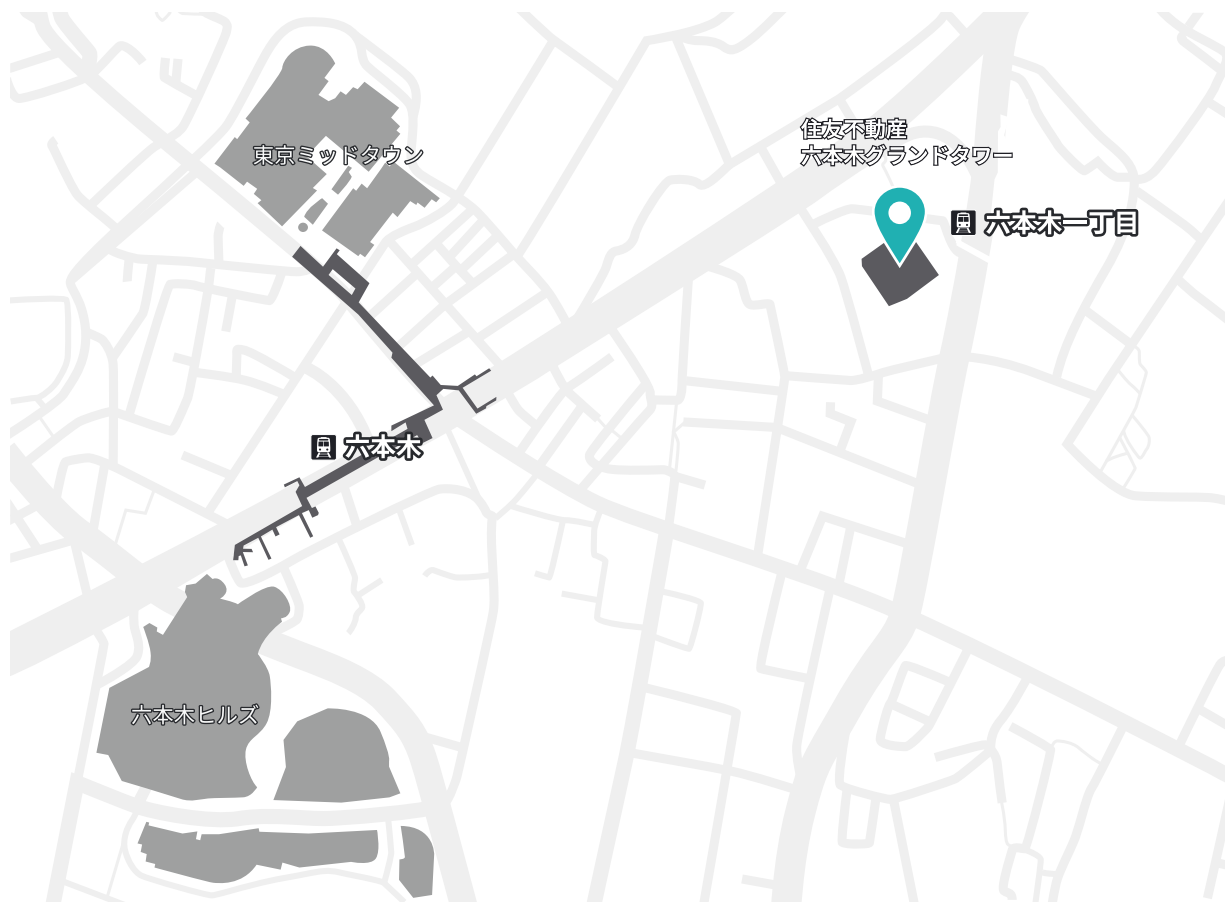 住友不動産
六本木グランドタワー
東京ミッドタウン
六本木一丁目
六本木
六本木ヒルズ